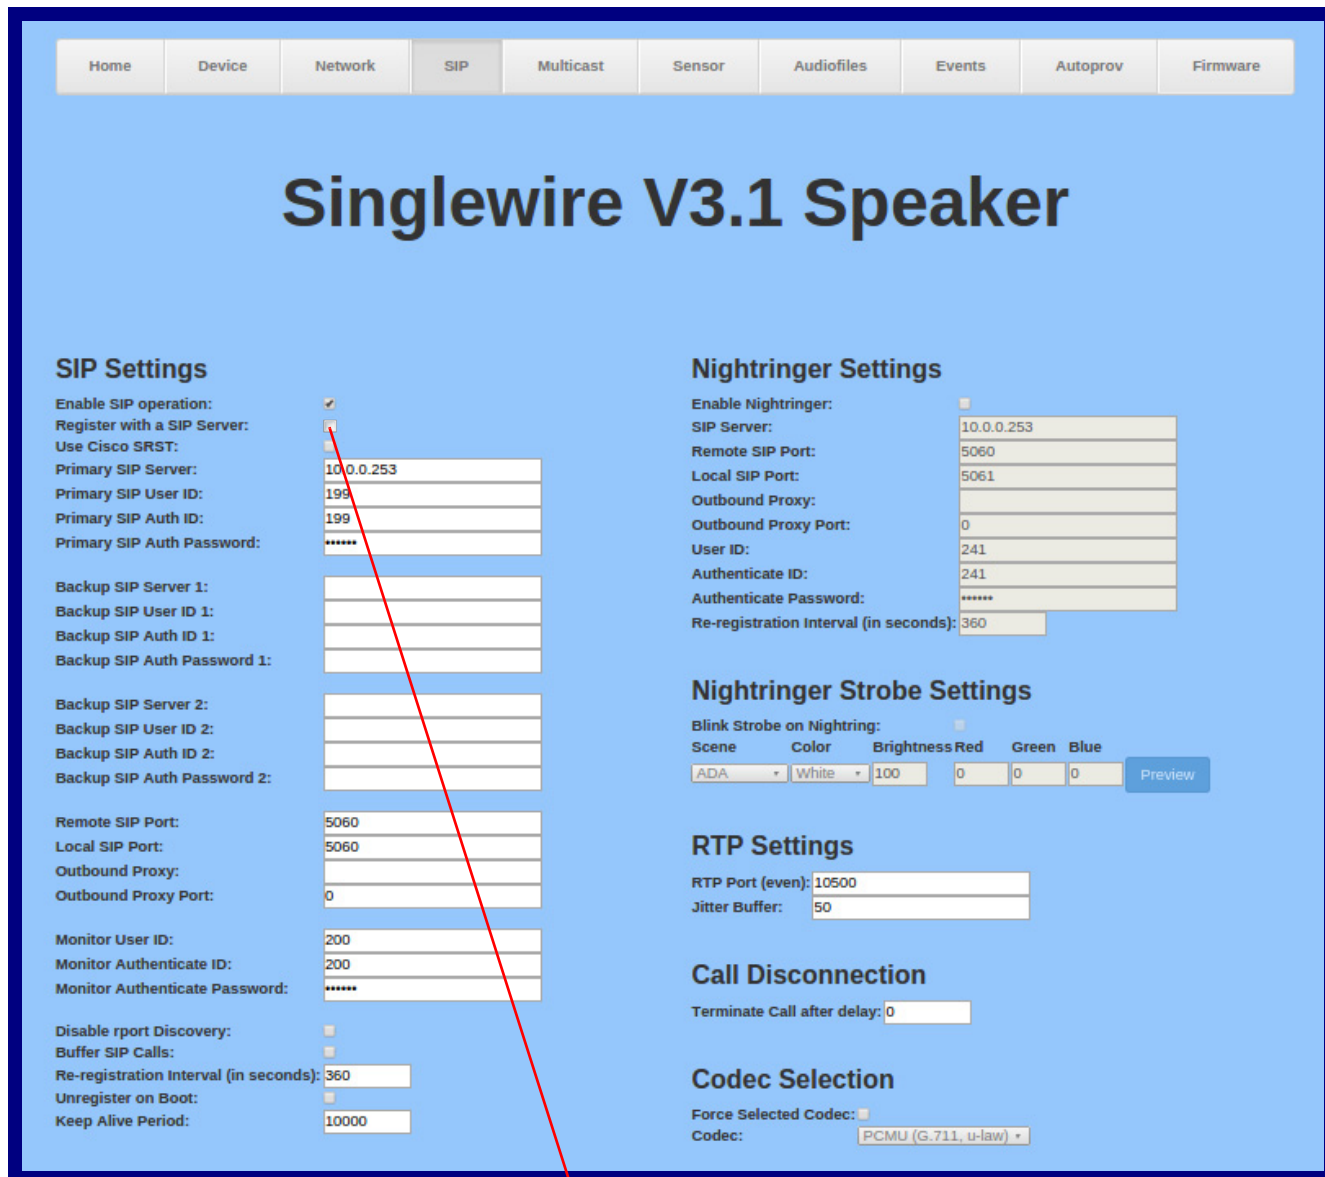 Home Device Network SIP Multicast Sensor Audiofiles Events Autoprov Firmware
Singlewire V3.1 Speaker
SIP Settings
Enable SIP operation:
Register with a SIP Server:
Use Cisco SRST:
Primary SIP Server: 10.0.0.253
Primary SIP User ID: 199
Primary SIP Auth ID: 199
Primary SIP Auth Password: ••••••
Backup SIP Server 1:
Backup SIP User ID 1:
Backup SIP Auth ID 1:
Backup SIP Auth Password 1:
Backup SIP Server 2:
Backup SIP User ID 2:
Backup SIP Auth ID 2:
Backup SIP Auth Password 2:
Remote SIP Port: 5060
Local SIP Port: 5060
Outbound Proxy:
Outbound Proxy Port: 0
Monitor User ID: 200
Monitor Authenticate ID: 200
Monitor Authenticate Password: ••••••
Disable rport Discovery:
Buffer SIP Calls:
Re-registration Interval (in seconds): 360
Unregister on Boot:
Keep Alive Period: 10000
Nightringer Settings
Enable Nightringer:
SIP Server: 10.0.0.253
Remote SIP Port: 5060
Local SIP Port: 5061
Outbound Proxy:
Outbound Proxy Port: 0
User ID: 241
Authenticate ID: 241
Authenticate Password: ••••••
Re-registration Interval (in seconds): 360
Nightringer Strobe Settings
Blink Strobe on Nightring:
Scene Color Brightness Red Green Blue
ADA White 100 0 0 0 Preview
RTP Settings
RTP Port (even): 10500
Jitter Buffer: 50
Call Disconnection
Terminate Call after delay: 0
Codec Selection
Force Selected Codec:
Codec: PCMU (G.711, u-law)